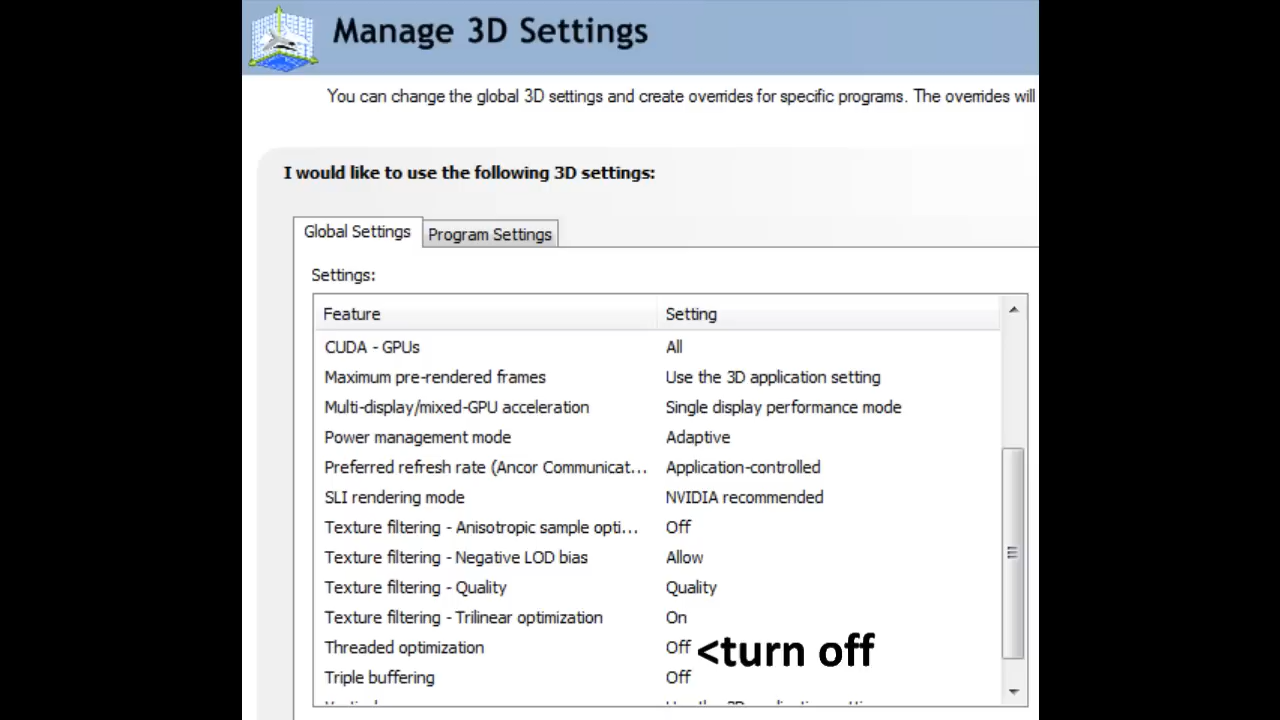 Manage 3D Settings
You can change the global 3D settings and create overrides for specific programs. The overrides will
I would like to use the following 3D settings:
Global Settings Program Settings
Settings:
Feature Setting
CUDA - GPUs All
Maximum pre-rendered frames Use the 3D application setting
Multi-display/mixed-GPU acceleration Single display performance mode
Power management mode Adaptive
Preferred refresh rate (Ancor Communicat... Application-controlled
SLI rendering mode NVIDIA recommended
Texture filtering - Anisotropic sample opti... Off
Texture filtering - Negative LOD bias Allow
Texture filtering - Quality Quality
Texture filtering - Trilinear optimization On
Threaded optimization Off <turn off
Triple buffering Off